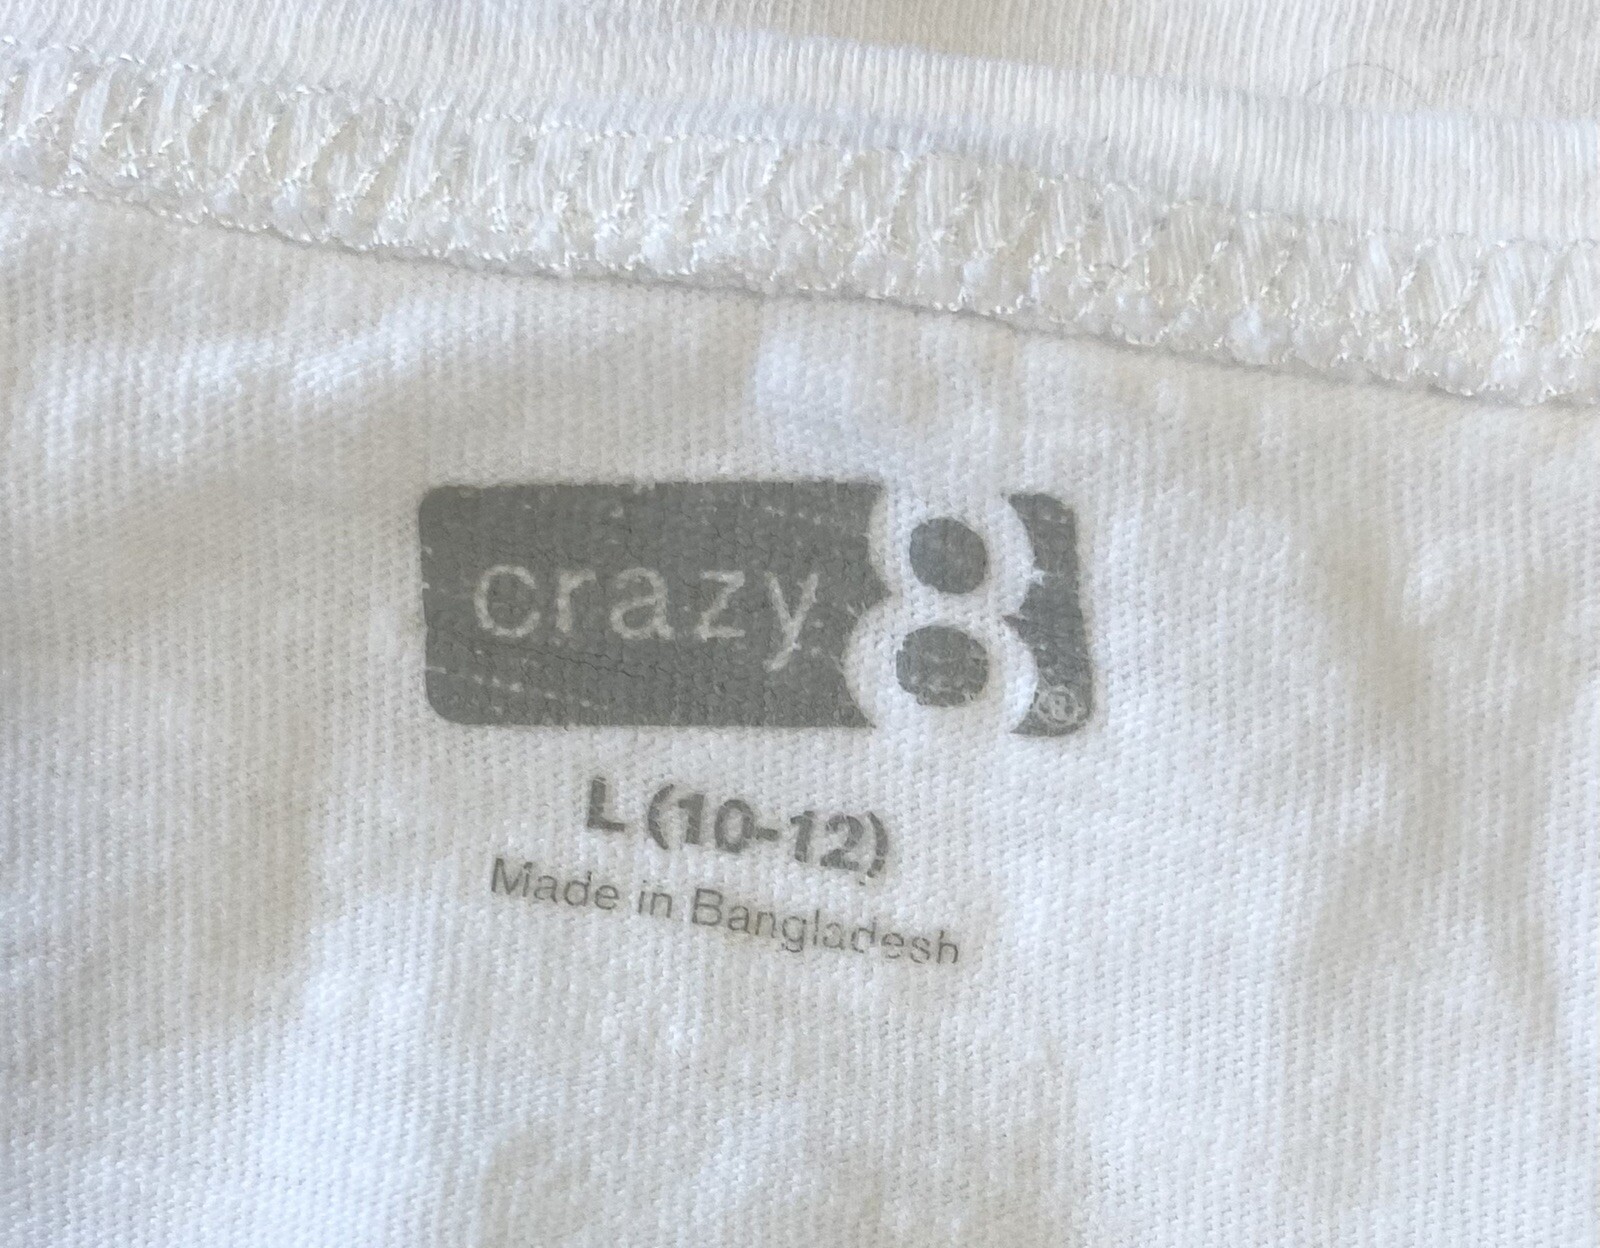 crazy 8 ®
L (10-12)
Made in Bangladesh